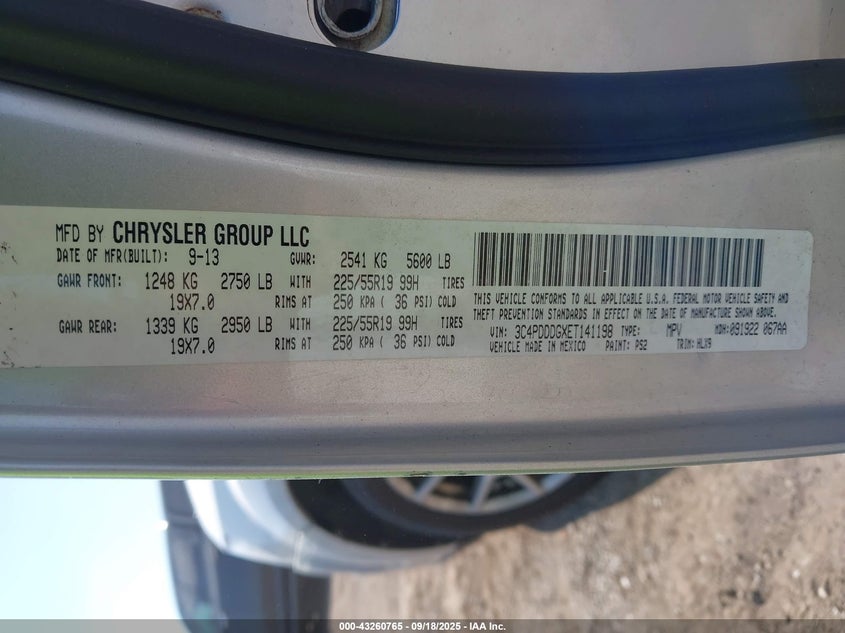 MFD BY CHRYSLER GROUP LLC
DATE OF MFR(BUILT): 9-13 GVWR: 2541 KG 5600 LB
GAWR FRONT: 1248 KG 2750 LB WITH 225/55R19 99H TIRES
19X7.0 RIMS AT 250 KPA ( 36 PSI) COLD
GAWR REAR: 1339 KG 2950 LB WITH 225/55R19 99H TIRES
19X7.0 RIMS AT 250 KPA ( 36 PSI) COLD
THIS VEHICLE CONFORMS TO ALL APPLICABLE U.S.A. FEDERAL MOTOR VEHICLE SAFETY AND
THEFT PREVENTION STANDARDS IN EFFECT ON THE DATE OF MANUFACTURE SHOWN ABOVE.
VIN: 3C4PDDDGXET141198 TYPE: MPV MDH: 091922 067AA
VEHICLE MADE IN MEXICO PAINT: PS2 TRIM: HLX9
000-43260765 - 09/18/2025 - IAA Inc.